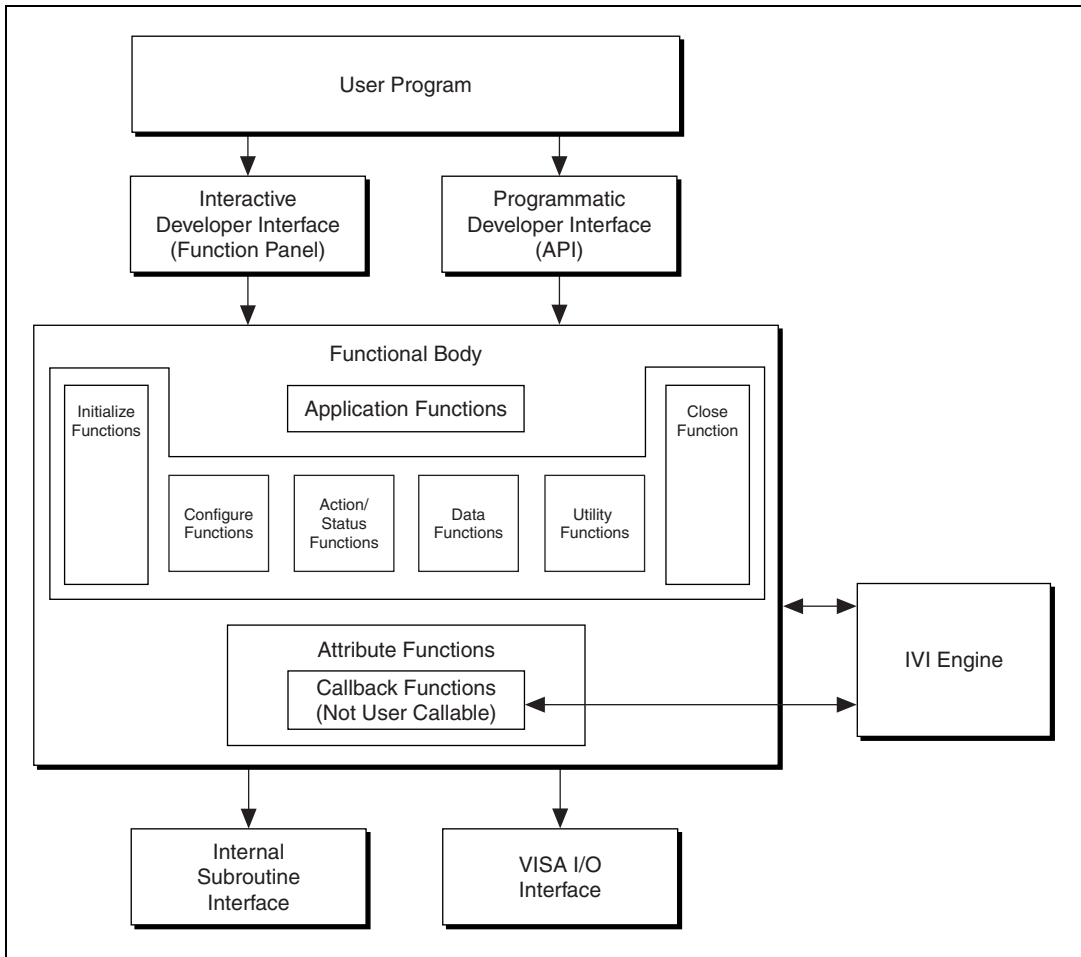 User Program
Interactive
Developer Interface
(Function Panel)
Programmatic
Developer Interface
(API)
Functional Body
Initialize
Functions
Application Functions
Close
Function
Configure
Functions
Action/
Status
Functions
Data
Functions
Utility
Functions
Attribute Functions
Callback Functions
(Not User Callable)
IVI Engine
Internal
Subroutine
Interface
VISA I/O
Interface